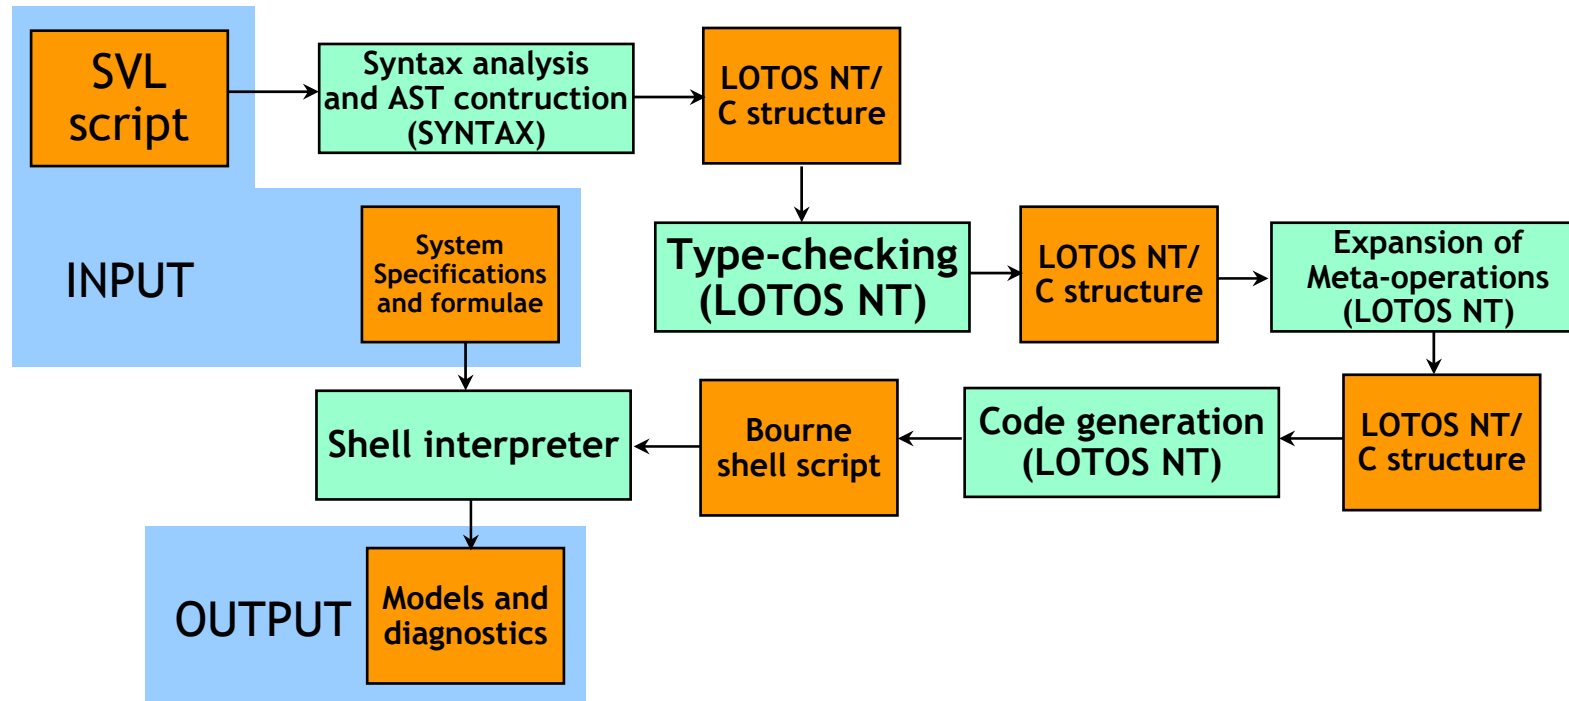 SVL
script
Syntax analysis
and AST contruction
(SYNTAX)
LOTOS NT/
C structure
INPUT
System
Specifications
and formulae
Type-checking
(LOTOS NT)
LOTOS NT/
C structure
Expansion of
Meta-operations
(LOTOS NT)
Shell interpreter
Bourne
shell script
Code generation
(LOTOS NT)
LOTOS NT/
C structure
OUTPUT
Models and
diagnostics